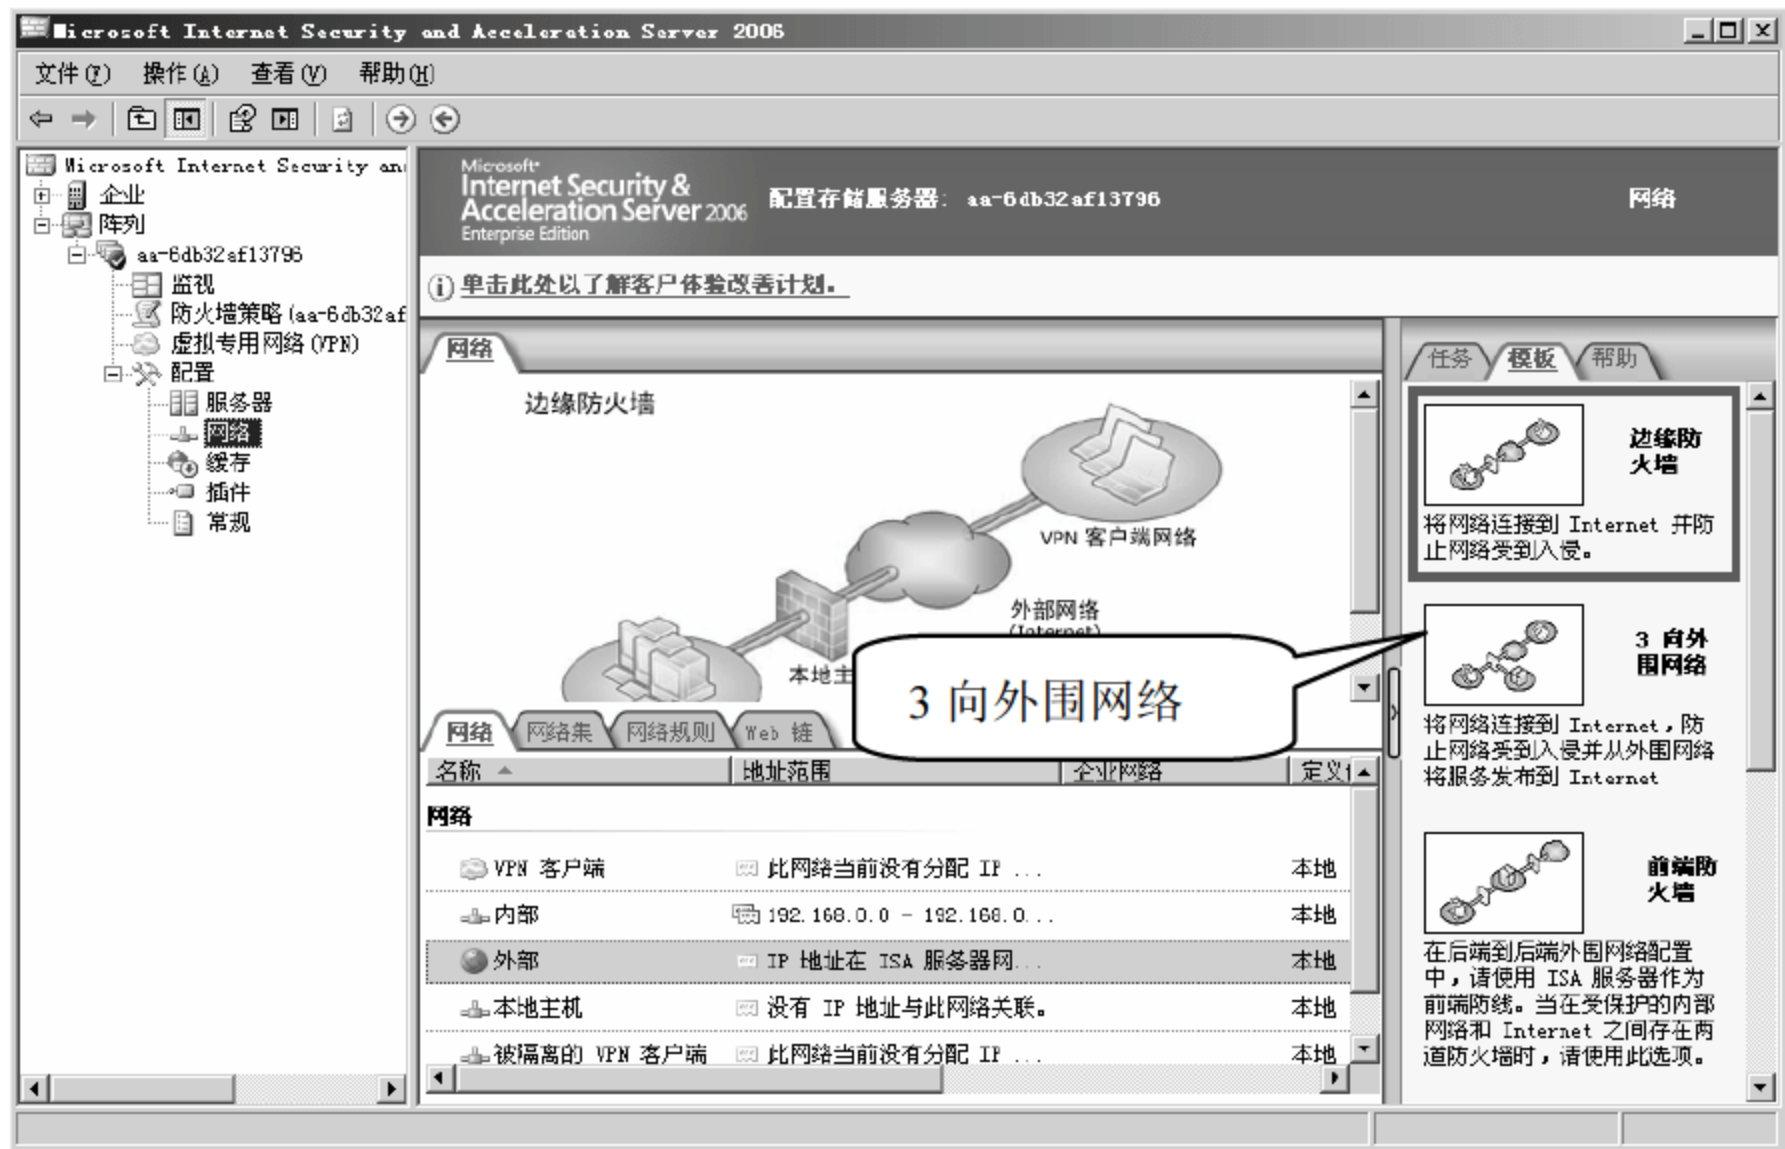 Microsoft Internet Security and Acceleration Server 2006
文件(F) 操作(A) 查看(V) 帮助(H)
Microsoft Internet Security an
企业
阵列
aa-6db32af13796
监视
防火墙策略(aa-6db32af
虚拟专用网络(VPN)
配置
服务器
网络
缓存
插件
常规
Microsoft
Internet Security &
Acceleration Server 2006
Enterprise Edition
配置存储服务器: aa-6db32af13796
网络
单击此处以了解客户体验改善计划。
网络
边缘防火墙
VPN 客户端网络
外部网络
(Internet)
本地主
3 向外围网络
网络 网络集 网络规则 Web 链
名称 地址范围 企业网络 定义
网络
VPN 客户端 此网络当前没有分配 IP ... 本地
内部 192.168.0.0 - 192.168.0... 本地
外部 IP 地址在 ISA 服务器网... 本地
本地主机 没有 IP 地址与此网络关联。 本地
被隔离的 VPN 客户端 此网络当前没有分配 IP ... 本地
任务 模板 帮助
边缘防
火墙
将网络连接到 Internet 并防
止网络受到入侵。
3 向外
围网络
将网络连接到 Internet，防
止网络受到入侵并从外围网络
将服务发布到 Internet
前端防
火墙
在后端到后端外围网络配置
中，请使用 ISA 服务器作为
前端防线。当在受保护的内部
网络和 Internet 之间存在两
道防火墙时，请使用此选项。